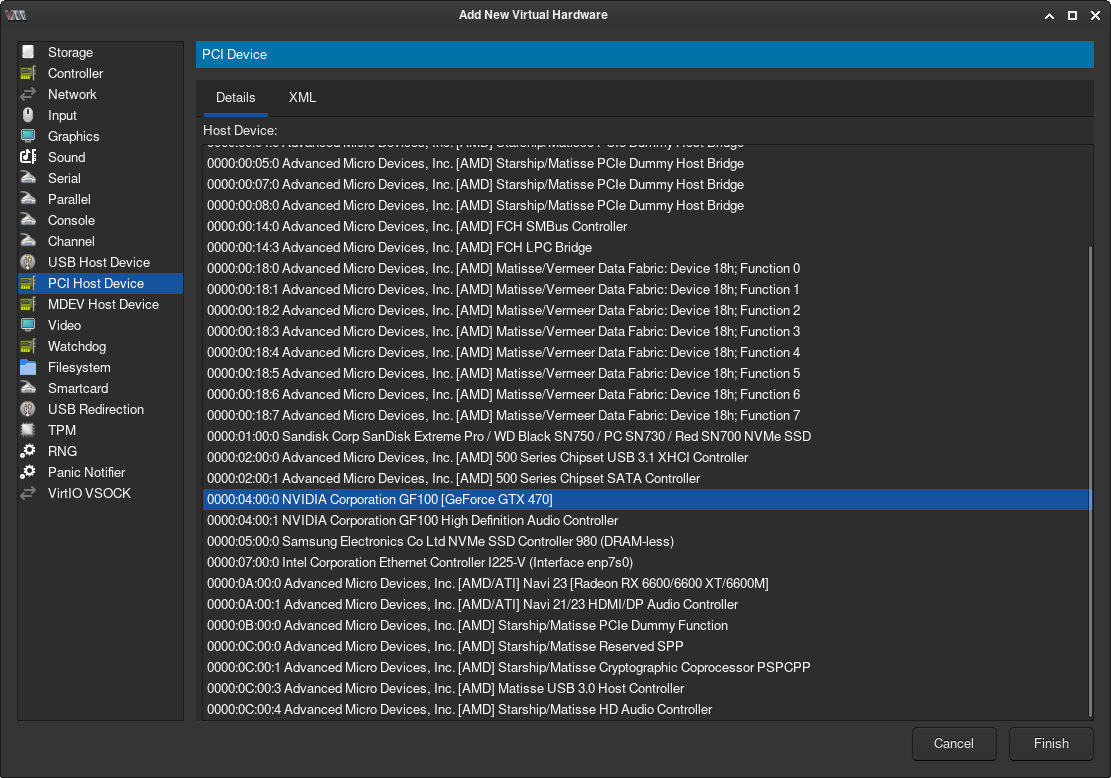 Add New Virtual Hardware
Storage
Controller
Network
Input
Graphics
Sound
Serial
Parallel
Console
Channel
USB Host Device
PCI Host Device
MDEV Host Device
Video
Watchdog
Filesystem
Smartcard
USB Redirection
TPM
RNG
Panic Notifier
VirtIO VSOCK
PCI Device
Details XML
Host Device:
0000:00:05:0 Advanced Micro Devices, Inc. [AMD] Starship/Matisse PCIe Dummy Host Bridge
0000:00:07:0 Advanced Micro Devices, Inc. [AMD] Starship/Matisse PCIe Dummy Host Bridge
0000:00:08:0 Advanced Micro Devices, Inc. [AMD] Starship/Matisse PCIe Dummy Host Bridge
0000:00:14:0 Advanced Micro Devices, Inc. [AMD] FCH SMBus Controller
0000:00:14:3 Advanced Micro Devices, Inc. [AMD] FCH LPC Bridge
0000:00:18:0 Advanced Micro Devices, Inc. [AMD] Matisse/Vermeer Data Fabric: Device 18h; Function 0
0000:00:18:1 Advanced Micro Devices, Inc. [AMD] Matisse/Vermeer Data Fabric: Device 18h; Function 1
0000:00:18:2 Advanced Micro Devices, Inc. [AMD] Matisse/Vermeer Data Fabric: Device 18h; Function 2
0000:00:18:3 Advanced Micro Devices, Inc. [AMD] Matisse/Vermeer Data Fabric: Device 18h; Function 3
0000:00:18:4 Advanced Micro Devices, Inc. [AMD] Matisse/Vermeer Data Fabric: Device 18h; Function 4
0000:00:18:5 Advanced Micro Devices, Inc. [AMD] Matisse/Vermeer Data Fabric: Device 18h; Function 5
0000:00:18:6 Advanced Micro Devices, Inc. [AMD] Matisse/Vermeer Data Fabric: Device 18h; Function 6
0000:00:18:7 Advanced Micro Devices, Inc. [AMD] Matisse/Vermeer Data Fabric: Device 18h; Function 7
0000:01:00:0 Sandisk Corp SanDisk Extreme Pro / WD Black SN750 / PC SN730 / Red SN700 NVMe SSD
0000:02:00:0 Advanced Micro Devices, Inc. [AMD] 500 Series Chipset USB 3.1 XHCI Controller
0000:02:00:1 Advanced Micro Devices, Inc. [AMD] 500 Series Chipset SATA Controller
0000:04:00:0 NVIDIA Corporation GF100 [GeForce GTX 470]
0000:04:00:1 NVIDIA Corporation GF100 High Definition Audio Controller
0000:05:00:0 Samsung Electronics Co Ltd NVMe SSD Controller 980 (DRAM-less)
0000:07:00:0 Intel Corporation Ethernet Controller I225-V (Interface enp7s0)
0000:0A:00:0 Advanced Micro Devices, Inc. [AMD/ATI] Navi 23 [Radeon RX 6600/6600 XT/6600M]
0000:0A:00:1 Advanced Micro Devices, Inc. [AMD/ATI] Navi 21/23 HDMI/DP Audio Controller
0000:0B:00:0 Advanced Micro Devices, Inc. [AMD] Starship/Matisse PCIe Dummy Function
0000:0C:00:0 Advanced Micro Devices, Inc. [AMD] Starship/Matisse Reserved SPP
0000:0C:00:1 Advanced Micro Devices, Inc. [AMD] Starship/Matisse Cryptographic Coprocessor PSPCPP
0000:0C:00:3 Advanced Micro Devices, Inc. [AMD] Matisse USB 3.0 Host Controller
0000:0C:00:4 Advanced Micro Devices, Inc. [AMD] Starship/Matisse HD Audio Controller
Cancel Finish